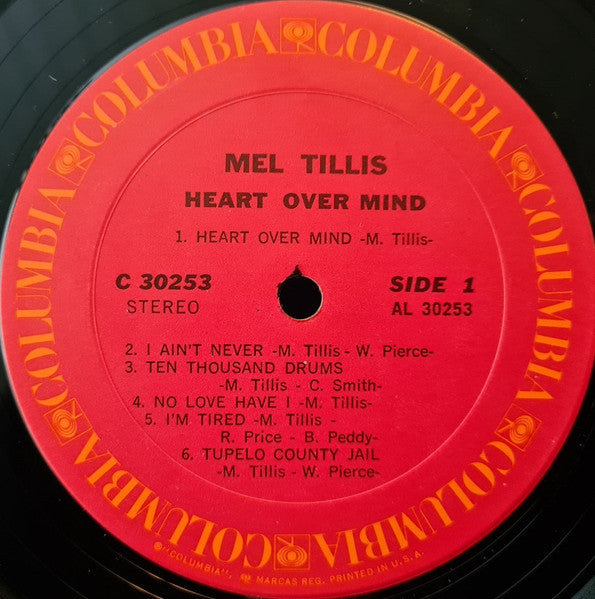 COLUMBIA COLUMBIA COLUMBIA COLUMBIA COLUMBIA COLUMBIA
MEL TILLIS
HEART OVER MIND
1. HEART OVER MIND -M. Tillis-
C 30253
SIDE 1
STEREO
AL 30253
2. I AIN'T NEVER -M. Tillis - W. Pierce-
3. TEN THOUSAND DRUMS
-M. Tillis - C. Smith-
4. NO LOVE HAVE I -M. Tillis-
5. I'M TIRED -M. Tillis -
R. Price - B. Peddy-
6. TUPELO COUNTY JAIL
-M. Tillis - W. Pierce-
℗"COLUMBIA", MARCAS REG. PRINTED IN U.S.A.